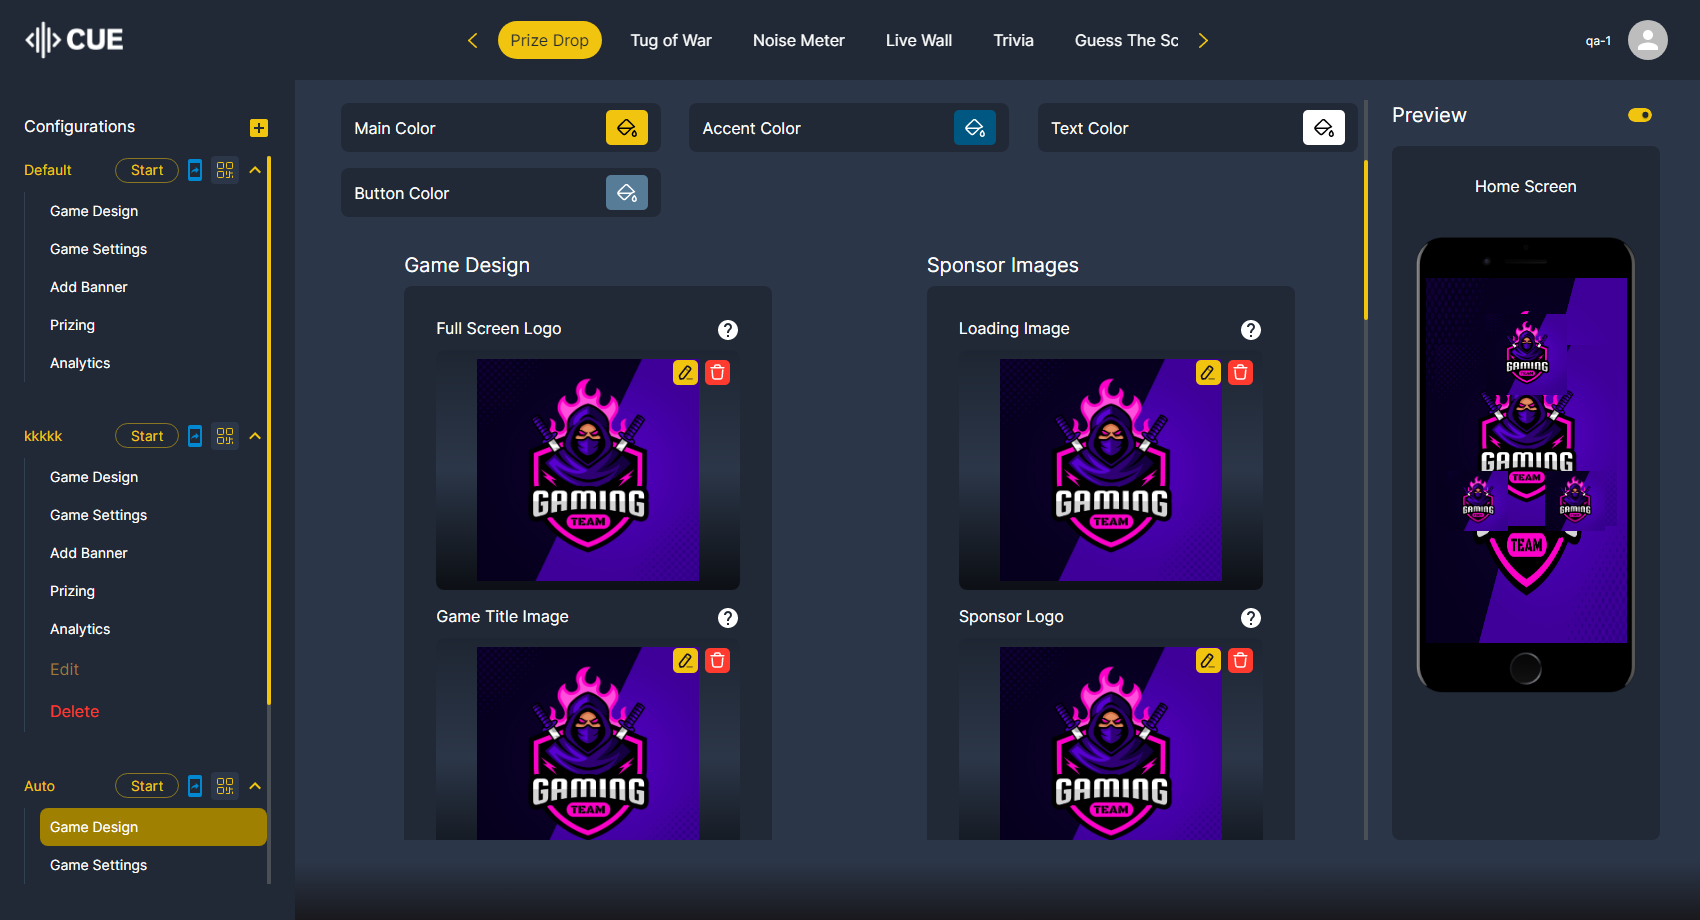 CUE
Prize Drop
Tug of War
Noise Meter
Live Wall
Trivia
Guess The Sc
qa-1
Configurations
Default
Start
Game Design
Game Settings
Add Banner
Prizing
Analytics
kkkkk
Start
Game Design
Game Settings
Add Banner
Prizing
Analytics
Edit
Delete
Auto
Start
Game Design
Game Settings
Main Color
Accent Color
Text Color
Button Color
Game Design
Full Screen Logo
?
GAMING
TEAM
Game Title Image
?
GAMING
TEAM
Sponsor Images
Loading Image
?
GAMING
TEAM
Sponsor Logo
?
GAMING
TEAM
Preview
Home Screen
GAMING
TEAM
GAMING
TEAM
GAMING
GAMING
TEAM